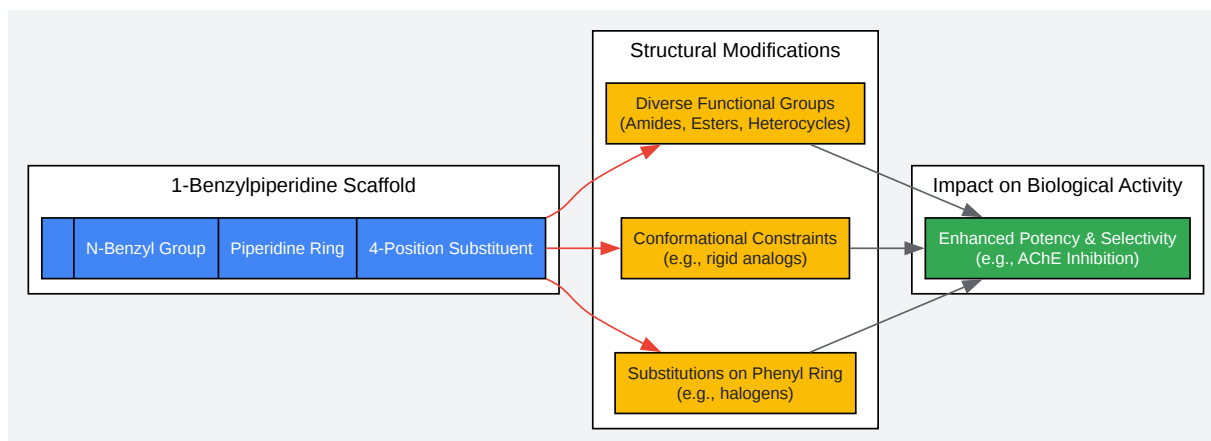 1-Benzylpiperidine Scaffold
N-Benzyl Group
Piperidine Ring
4-Position Substituent
Structural Modifications
Diverse Functional Groups
(Amides, Esters, Heterocycles)
Conformational Constraints
(e.g., rigid analogs)
Substitutions on Phenyl Ring
(e.g., halogens)
Impact on Biological Activity
Enhanced Potency & Selectivity
(e.g., AChE Inhibition)